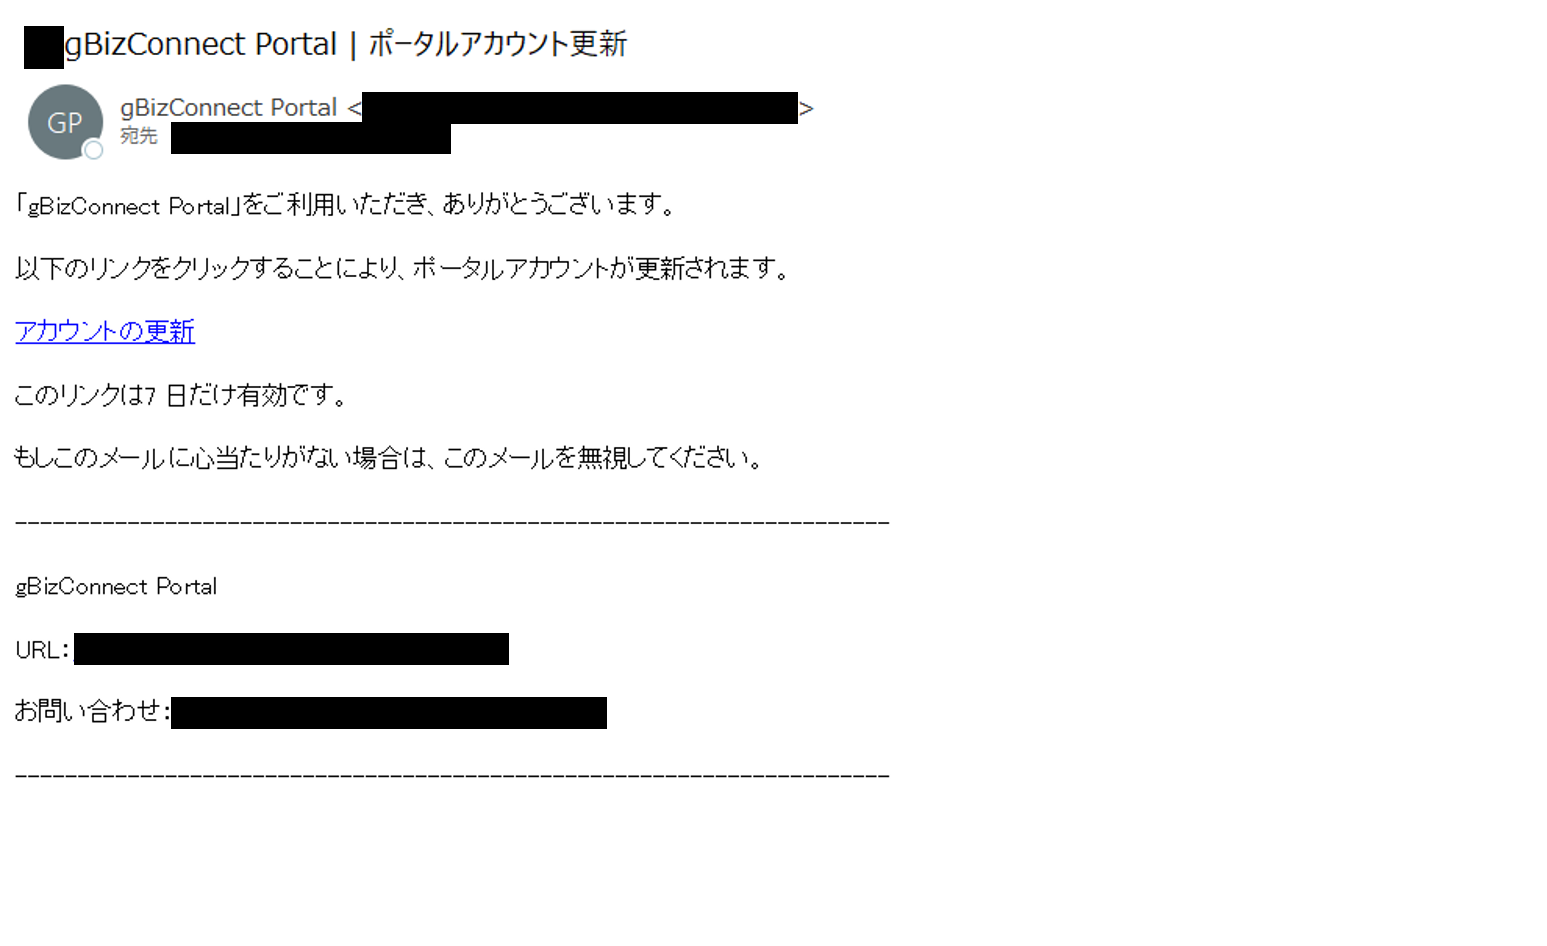 gBizConnect Portal | ポータルアカウント更新
GP
gBizConnect Portal < >
宛先
「gBizConnect Portal」をご利用いただき、ありがとうございます。
以下のリンクをクリックすることにより、ポータルアカウントが更新されます。
アカウントの更新
このリンクは7 日だけ有効です。
もしこのメールに心当たりがない場合は、このメールを無視してください。
----------------------------------------------------------------------
gBizConnect Portal
URL:
お問い合わせ:
----------------------------------------------------------------------